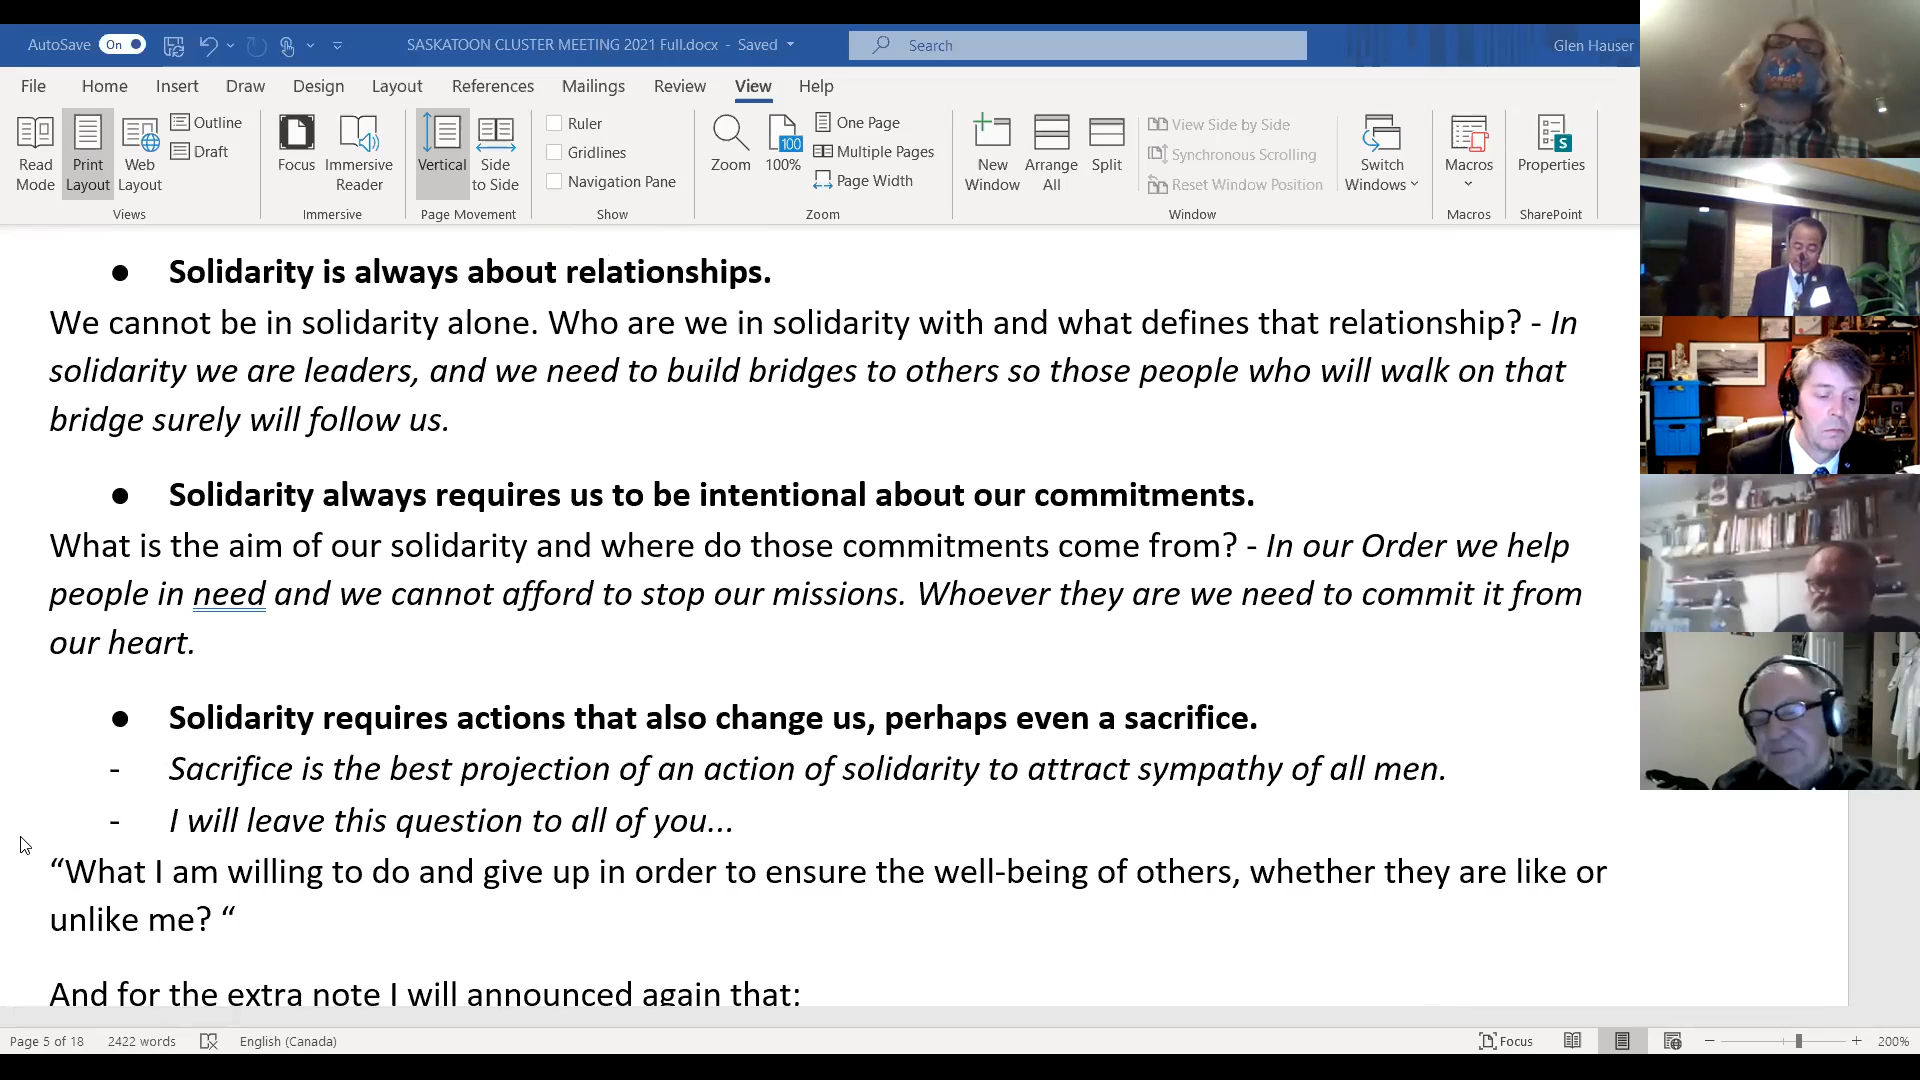 AutoSave On SASKATOON CLUSTER MEETING 2021 Full.docx - Saved Search Glen Hauser
File Home Insert Draw Design Layout References Mailings Review View Help
Read Mode
Print Layout
Web Layout
Outline
Draft
Views
Focus
Immersive Reader
Immersive
Vertical
Side to Side
Page Movement
Ruler
Gridlines
Navigation Pane
Show
Zoom
100
100%
One Page
Multiple Pages
Page Width
Zoom
New Window
Arrange All
Split
View Side by Side
Synchronous Scrolling
Reset Window Position
Switch Windows
Window
Macros
Macros
S
Properties
SharePoint
● Solidarity is always about relationships.
We cannot be in solidarity alone. Who are we in solidarity with and what defines that relationship? - In
solidarity we are leaders, and we need to build bridges to others so those people who will walk on that
bridge surely will follow us.
● Solidarity always requires us to be intentional about our commitments.
What is the aim of our solidarity and where do those commitments come from? - In our Order we help
people in need and we cannot afford to stop our missions. Whoever they are we need to commit it from
our heart.
● Solidarity requires actions that also change us, perhaps even a sacrifice.
- Sacrifice is the best projection of an action of solidarity to attract sympathy of all men.
- I will leave this question to all of you...
“What I am willing to do and give up in order to ensure the well-being of others, whether they are like or
unlike me? “
And for the extra note I will announced again that:
Page 5 of 18 2422 words English (Canada) Focus 200%